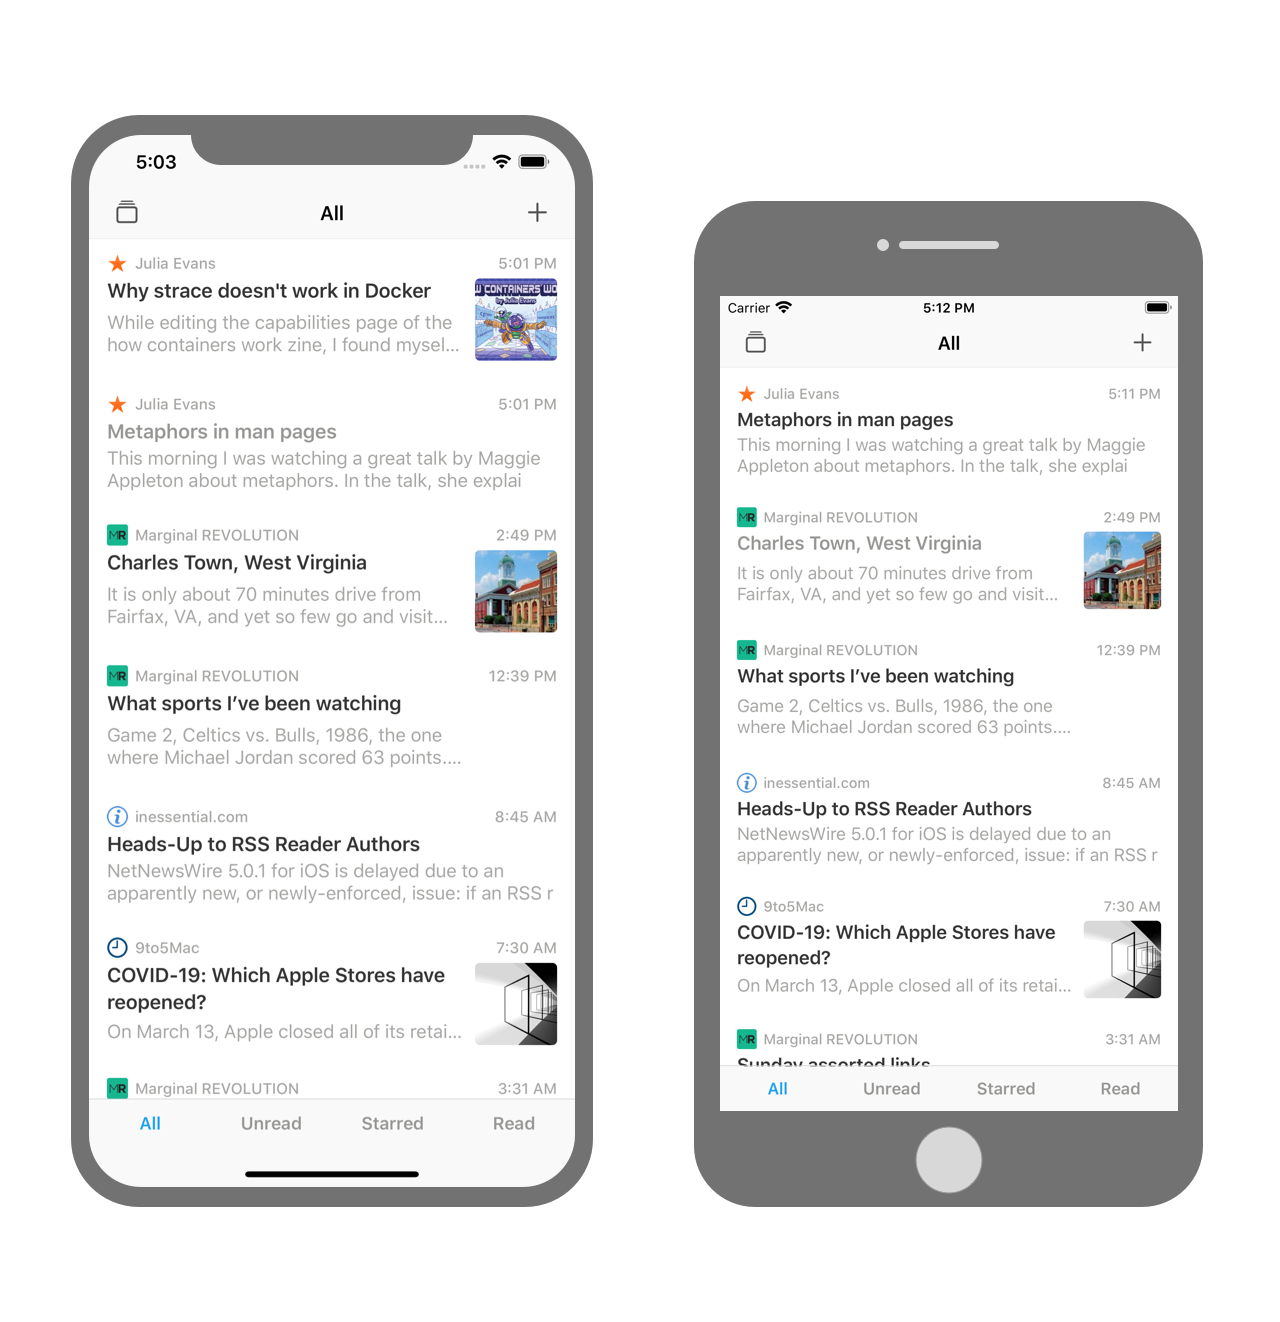 5:03
All
Julia Evans 5:01 PM
Why strace doesn't work in Docker
While editing the capabilities page of the
how containers work zine, I found mysel...
CONTAINERS WO
by Julia Evans
Julia Evans 5:01 PM
Metaphors in man pages
This morning I was watching a great talk by Maggie
Appleton about metaphors. In the talk, she explai
MR Marginal REVOLUTION 2:49 PM
Charles Town, West Virginia
It is only about 70 minutes drive from
Fairfax, VA, and yet so few go and visit...
MR Marginal REVOLUTION 12:39 PM
What sports I’ve been watching
Game 2, Celtics vs. Bulls, 1986, the one
where Michael Jordan scored 63 points....
i inessential.com 8:45 AM
Heads-Up to RSS Reader Authors
NetNewsWire 5.0.1 for iOS is delayed due to an
apparently new, or newly-enforced, issue: if an RSS r
9to5Mac 7:30 AM
COVID-19: Which Apple Stores have
reopened?
On March 13, Apple closed all of its retai...
MR Marginal REVOLUTION 3:31 AM
All Unread Starred Read
Carrier 5:12 PM
All
Julia Evans 5:11 PM
Metaphors in man pages
This morning I was watching a great talk by Maggie
Appleton about metaphors. In the talk, she explai
MR Marginal REVOLUTION 2:49 PM
Charles Town, West Virginia
It is only about 70 minutes drive from
Fairfax, VA, and yet so few go and visit...
MR Marginal REVOLUTION 12:39 PM
What sports I’ve been watching
Game 2, Celtics vs. Bulls, 1986, the one
where Michael Jordan scored 63 points....
i inessential.com 8:45 AM
Heads-Up to RSS Reader Authors
NetNewsWire 5.0.1 for iOS is delayed due to an
apparently new, or newly-enforced, issue: if an RSS r
9to5Mac 7:30 AM
COVID-19: Which Apple Stores have
reopened?
On March 13, Apple closed all of its retai...
MR Marginal REVOLUTION 3:31 AM
Sunday assorted links
All Unread Starred Read